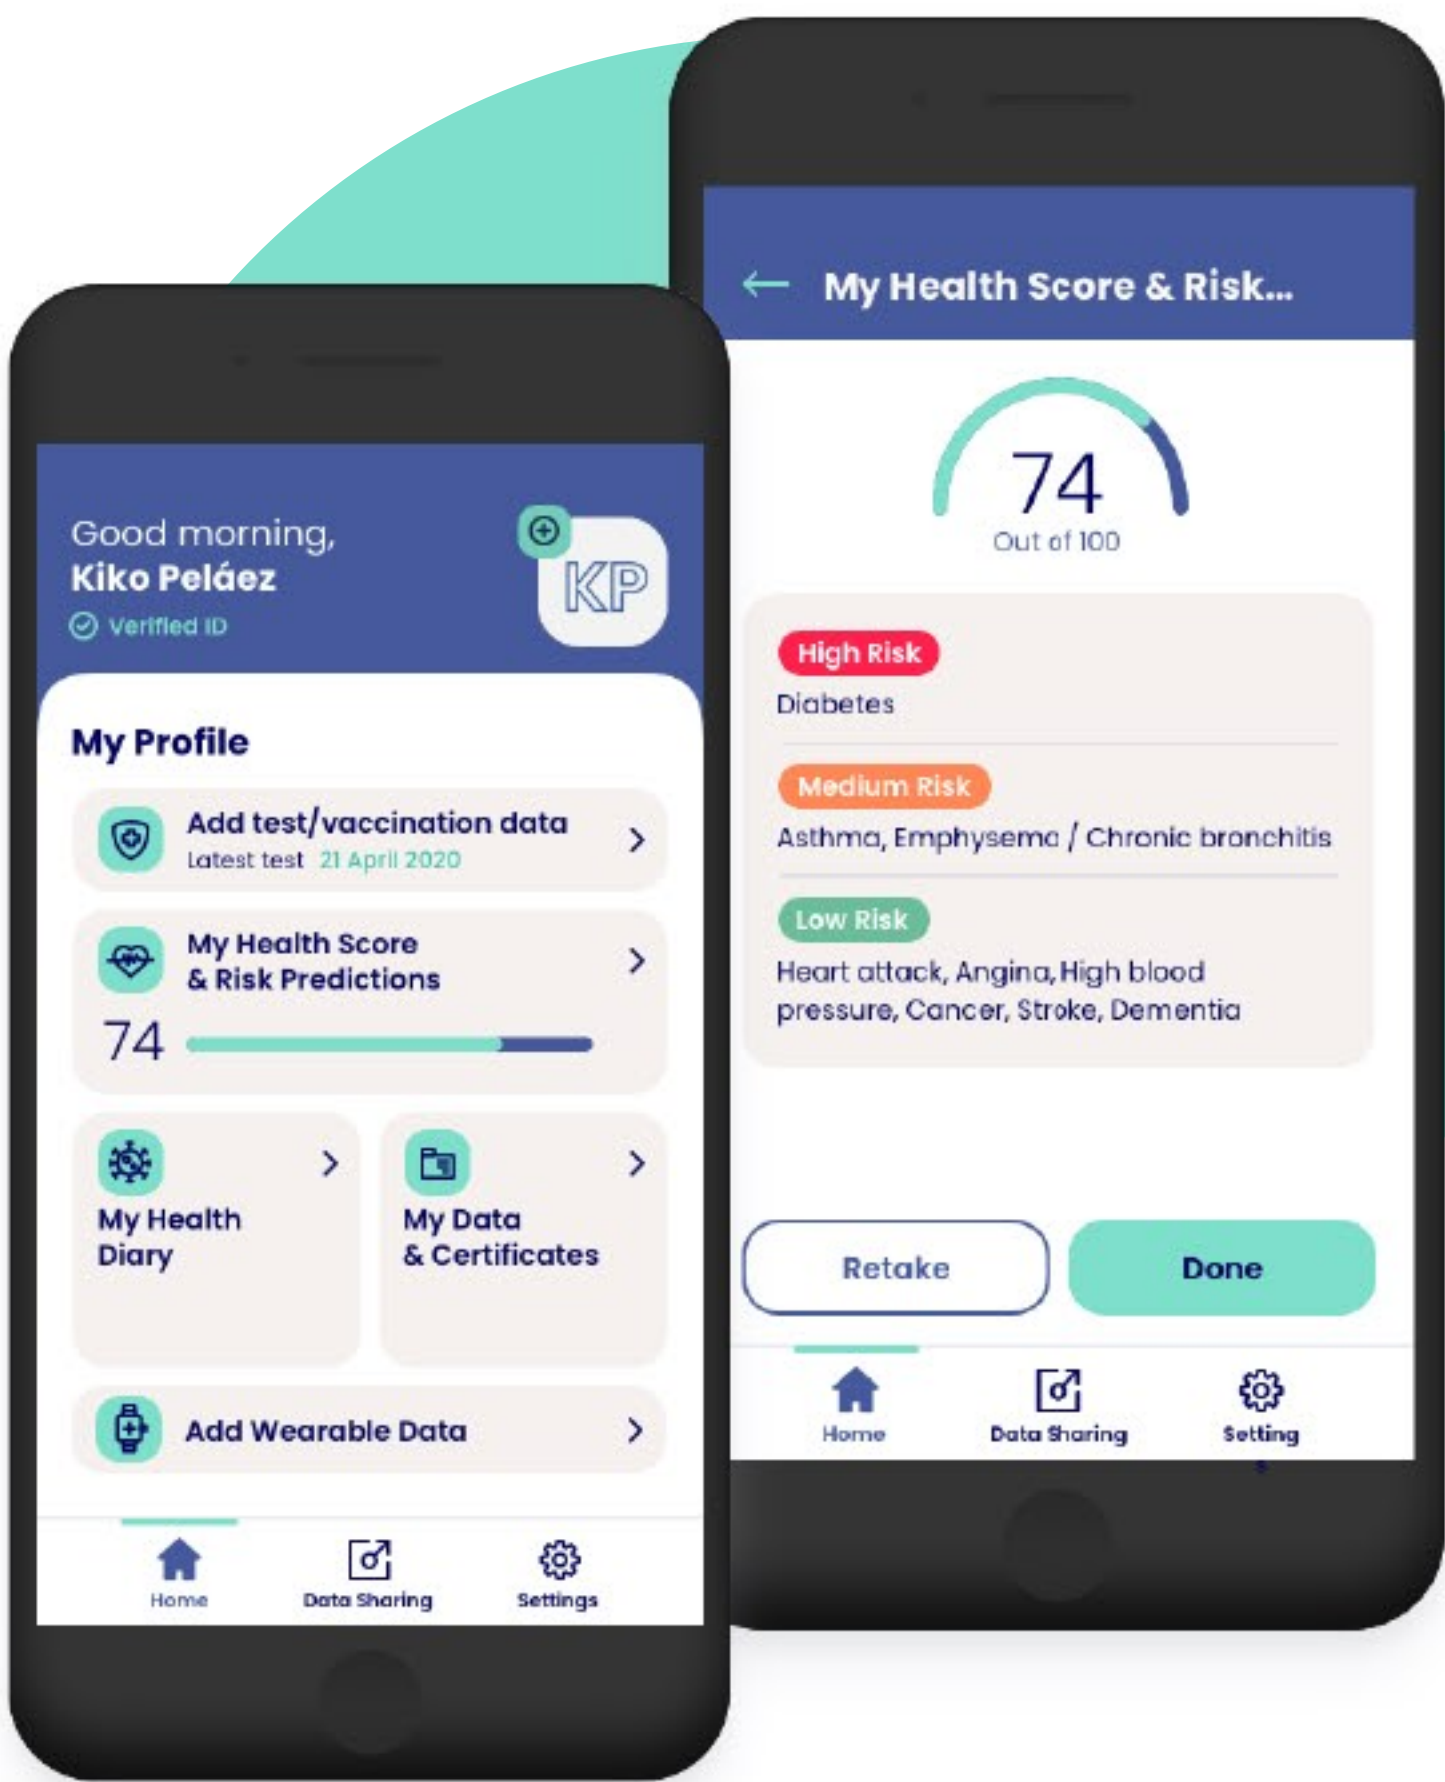 Good morning,
Kiko Peláez
Verified ID
KP
My Profile
Add test/vaccination data
Latest test 21 April 2020
My Health Score
& Risk Predictions
74
My Health
Diary
My Data
& Certificates
Add Wearable Data
Home
Data Sharing
Settings
My Health Score & Risk...
74
Out of 100
High Risk
Diabetes
Medium Risk
Asthma, Emphysema / Chronic bronchitis
Low Risk
Heart attack, Angina, High blood
pressure, Cancer, Stroke, Dementia
Retake
Done
Home
Data Sharing
Setting
s